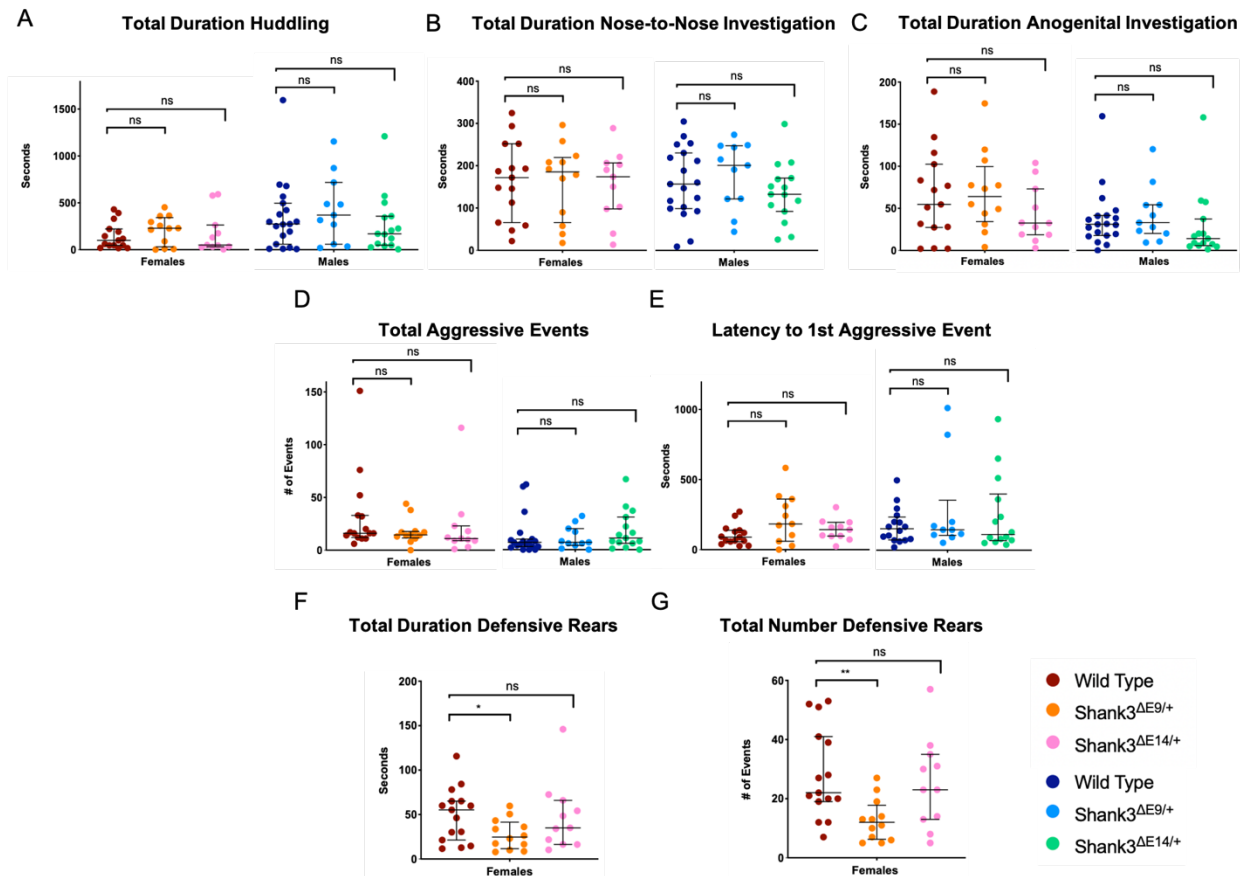 A
Total Duration Huddling
ns
ns
ns
ns
Seconds
1500
1000
500
0
Females
Males
B
Total Duration Nose-to-Nose Investigation
ns
ns
ns
ns
Seconds
400
300
200
100
0
Females
Males
C
Total Duration Anogenital Investigation
ns
ns
ns
ns
Seconds
200
150
100
50
0
Females
Males
D
Total Aggressive Events
ns
ns
ns
ns
# of Events
150
100
50
0
Females
Males
E
Latency to 1st Aggressive Event
ns
ns
ns
ns
Seconds
1000
500
0
Females
Males
F
Total Duration Defensive Rears
ns
*
Seconds
200
150
100
50
0
Females
G
Total Number Defensive Rears
ns
**
# of Events
60
40
20
0
Females
Wild Type
Shank3ΔE9/+
Shank3ΔE14/+
Wild Type
Shank3ΔE9/+
Shank3ΔE14/+